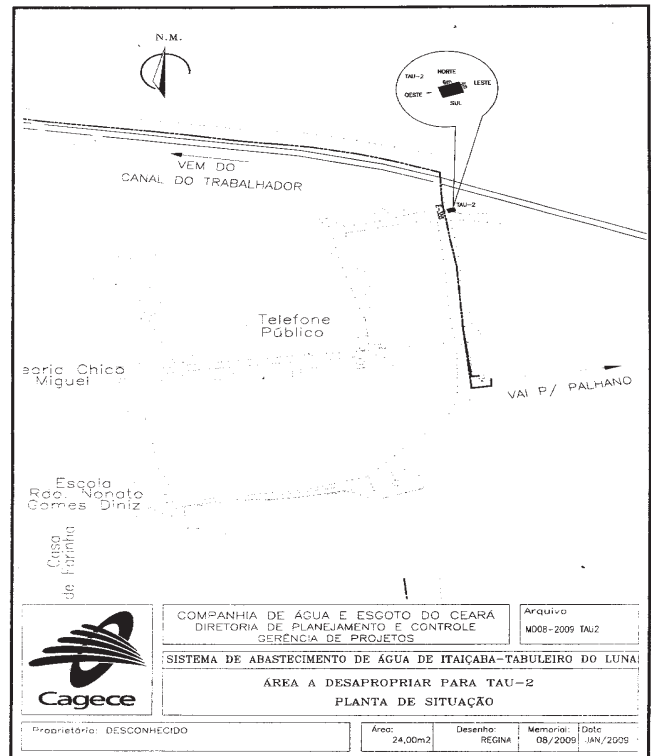 N.M.
TAU-2
NORTE
6m
LESTE
OESTE
SUL
VEM DO
CANAL DO TRABALHADOR
TAU-2
Telefone
Público
Chico
Miguel
VAI P/ PALHANO
Escola
Rdo. Nonato
Gomes Diniz
Casa
de Farinha
Cagece
COMPANHIA DE ÁGUA E ESGOTO DO CEARÁ
DIRETORIA DE PLANEJAMENTO E CONTROLE
GERÊNCIA DE PROJETOS
Arquivo
MD08-2009 TAU2
SISTEMA DE ABASTECIMENTO DE ÁGUA DE ITAIÇABA-TABULEIRO DO LUNA
ÁREA A DESAPROPRIAR PARA TAU-2
PLANTA DE SITUAÇÃO
Proprietário: DESCONHECIDO
Área:
24,00m2
Desenho:
REGINA
Memorial:
08/2009
Data
JAN/2009